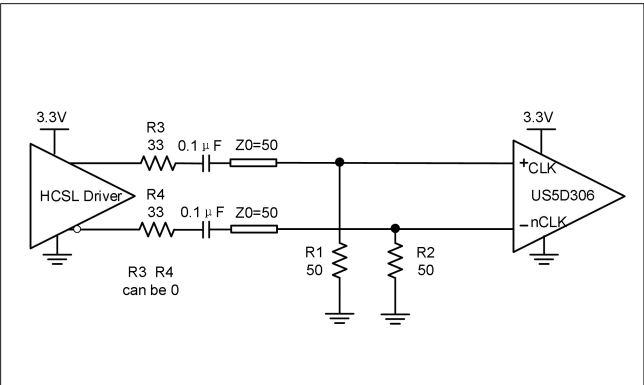 3.3V
3.3V
R3
33
0.1 μF
Z0=50
+
CLK
HCSL Driver
US5D306
R4
33
0.1 μF
Z0=50
−
nCLK
R3 R4
can be 0
R1
50
R2
50